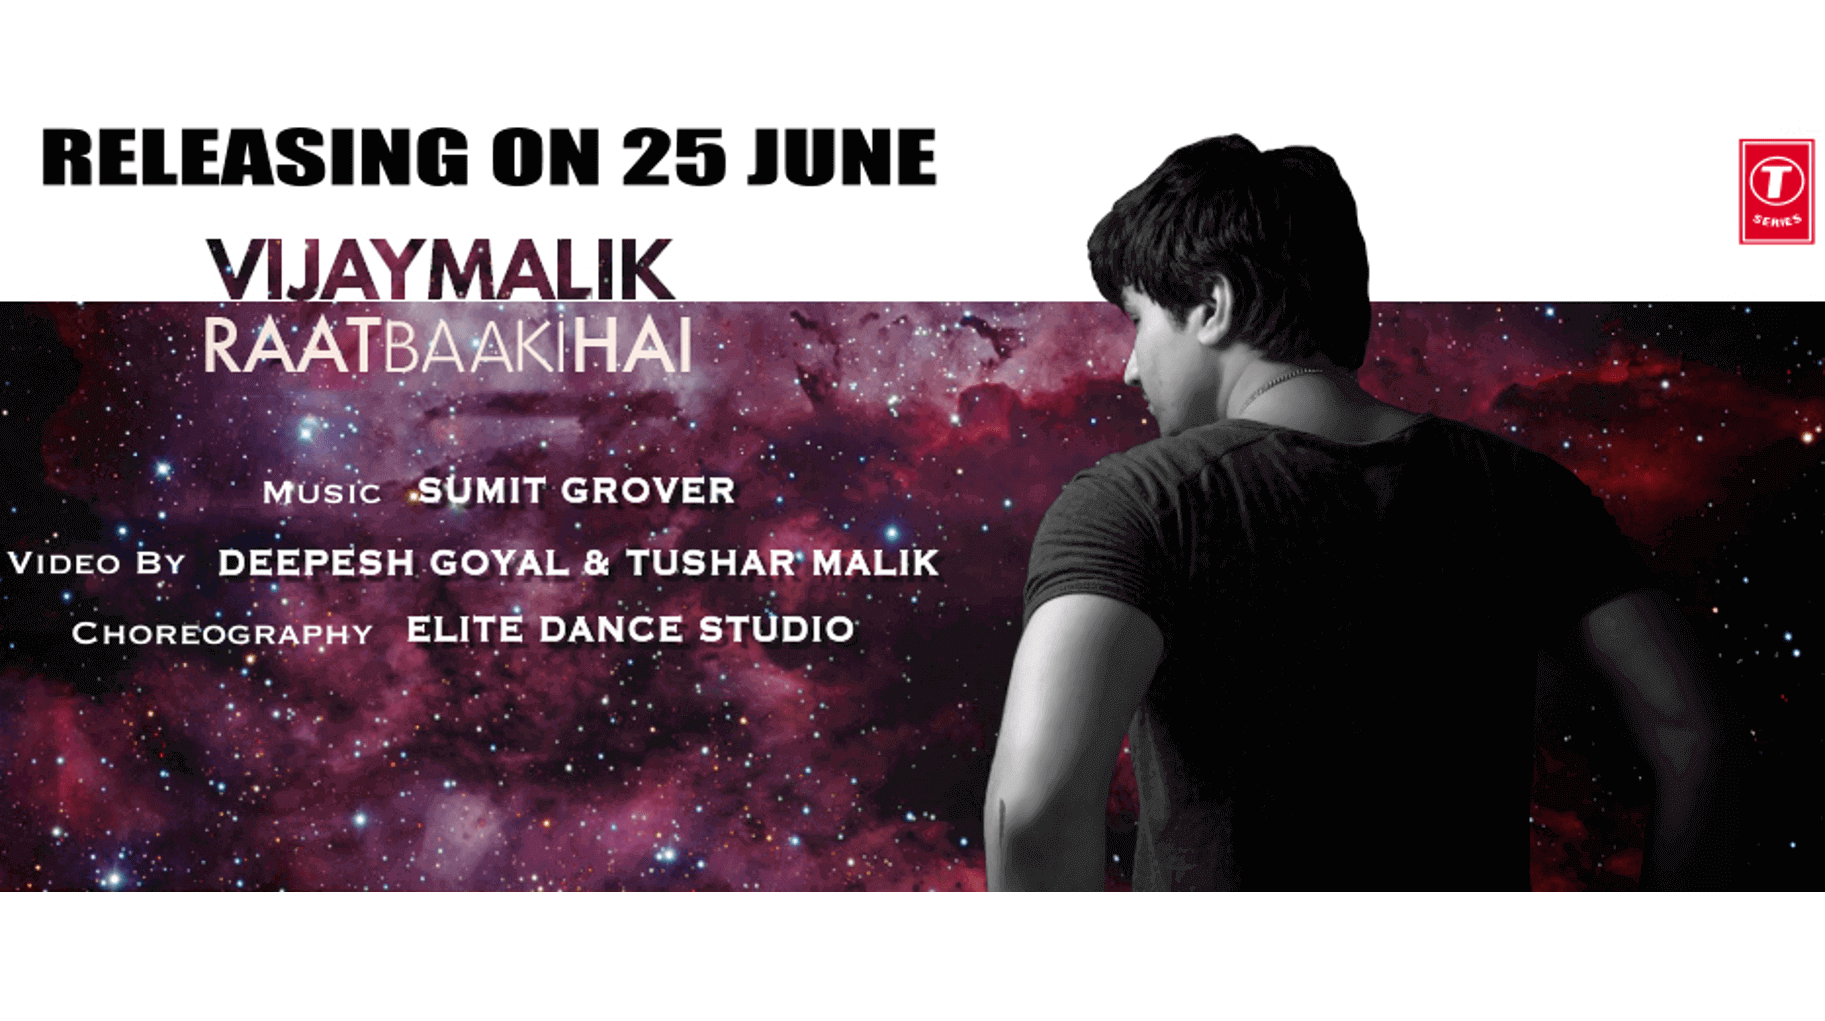 RELEASING ON 25 JUNE
VIJAYMALIK
RAATBAAKIHAI
MUSIC SUMIT GROVER
VIDEO BY DEEPESH GOYAL & TUSHAR MALIK
CHOREOGRAPHY ELITE DANCE STUDIO
T
SERIES